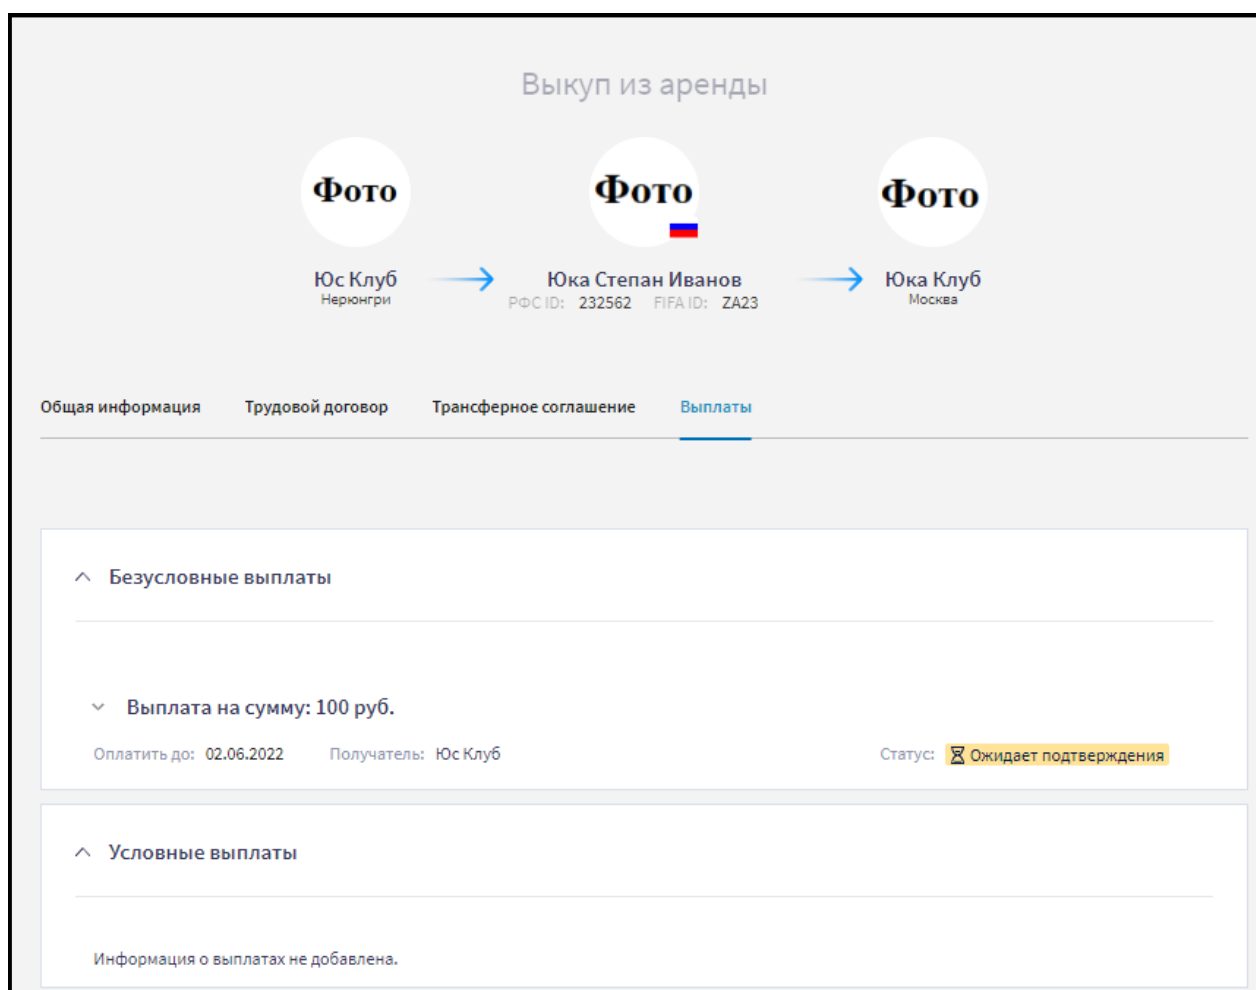 Выкуп из аренды
Фото Фото Фото
Юс Клуб Юка Степан Иванов Юка Клуб
Нерюнгри РФС ID: 232562 FIFA ID: ZA23 Москва
Общая информация Трудовой договор Трансферное соглашение Выплаты
Безусловные выплаты
Выплата на сумму: 100 руб.
Оплатить до: 02.06.2022 Получатель: Юс Клуб Статус: Ожидает подтверждения
Условные выплаты
Информация о выплатах не добавлена.